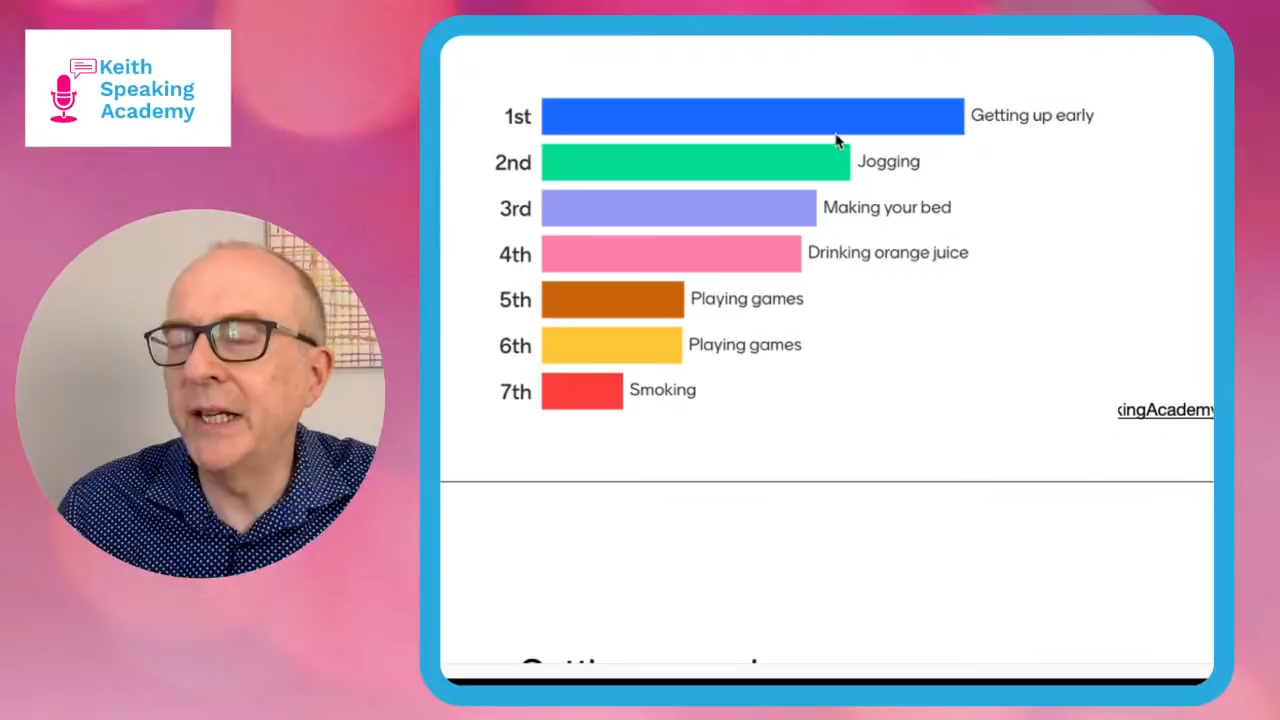 Keith
Speaking
Academy
1st Getting up early
2nd Jogging
3rd Making your bed
4th Drinking orange juice
5th Playing games
6th Playing games
7th Smoking
kingAcademy